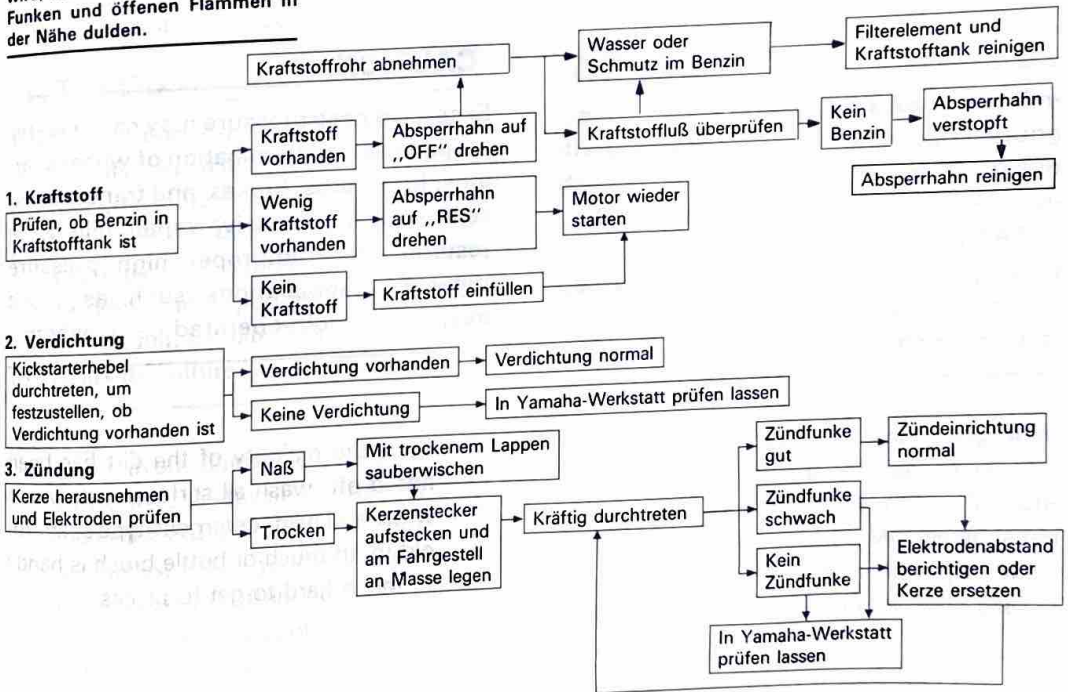 Funken und öffenen Flammen in
der Nähe dulden.
Kraftstoffrohr abnehmen
Wasser oder
Schmutz im Benzin
Filterelement und
Kraftstofftank reinigen
Kraftstoff
vorhanden
Absperrhahn auf
,,OFF" drehen
Kraftstoffluß überprüfen
Kein
Benzin
Absperrhahn
verstopft
Absperrhahn reinigen
1. Kraftstoff
Prüfen, ob Benzin in
Kraftstofftank ist
Wenig
Kraftstoff
vorhanden
Absperrhahn
auf ,,RES"
drehen
Motor wieder
starten
Kein
Kraftstoff
Kraftstoff einfüllen
2. Verdichtung
Kickstarterhebel
durchtreten, um
festzustellen, ob
Verdichtung vorhanden ist
Verdichtung vorhanden
Verdichtung normal
Keine Verdichtung
In Yamaha-Werkstatt prüfen lassen
3. Zündung
Kerze herausnehmen
und Elektroden prüfen
Naß
Mit trockenem Lappen
sauberwischen
Trocken
Kerzenstecker
aufstecken und
am Fahrgestell
an Masse legen
Kräftig durchtreten
Zündfunke
gut
Zündeinrichtung
normal
Zündfunke
schwach
Kein
Zündfunke
Elektrodenabstand
berichtigen oder
Kerze ersetzen
In Yamaha-Werkstatt
prüfen lassen